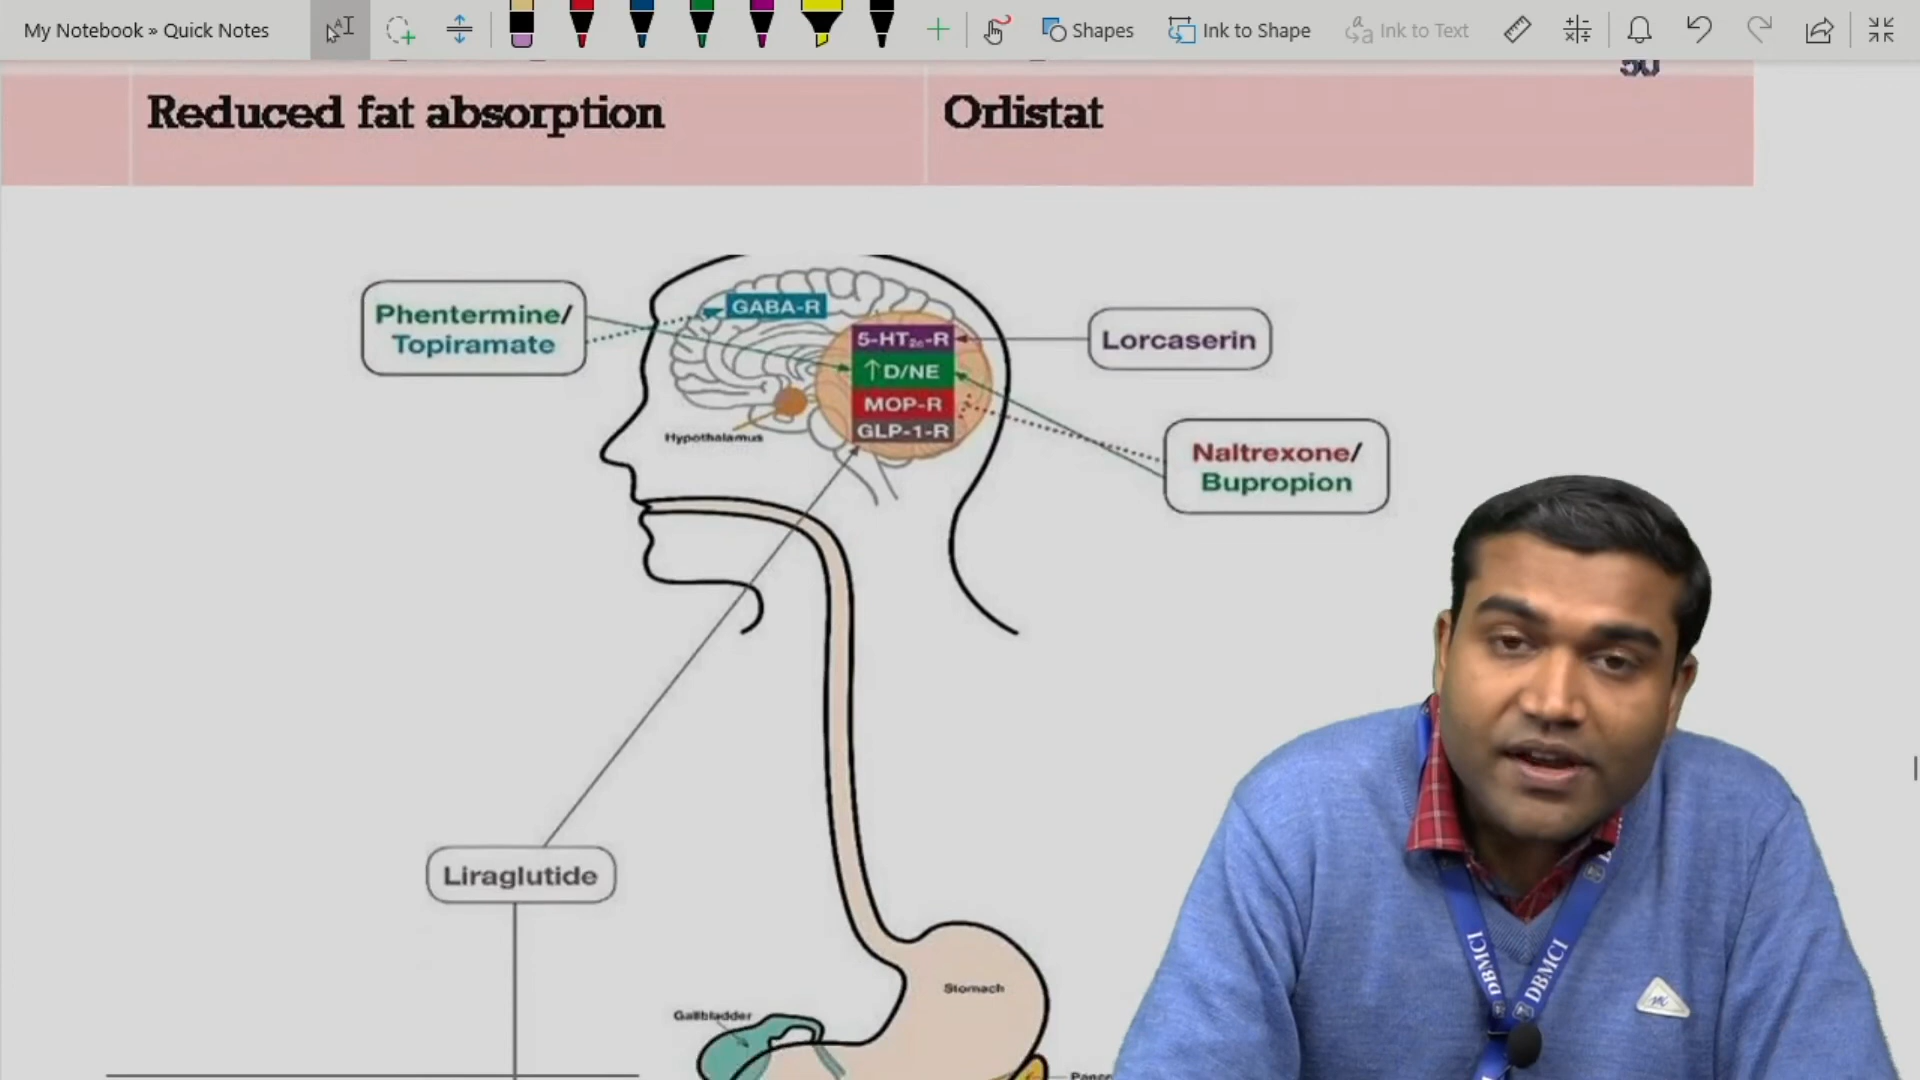 My Notebook » Quick Notes
Shapes
Ink to Shape
Ink to Text
Reduced fat absorption
Orlistat
Phentermine/
Topiramate
GABA-R
5-HT₂c-R
↑D/NE
MOP-R
GLP-1-R
Hypothalamus
Lorcaserin
Naltrexone/
Bupropion
Liraglutide
Stomach
Gallbladder
DBMCI
DBMCI